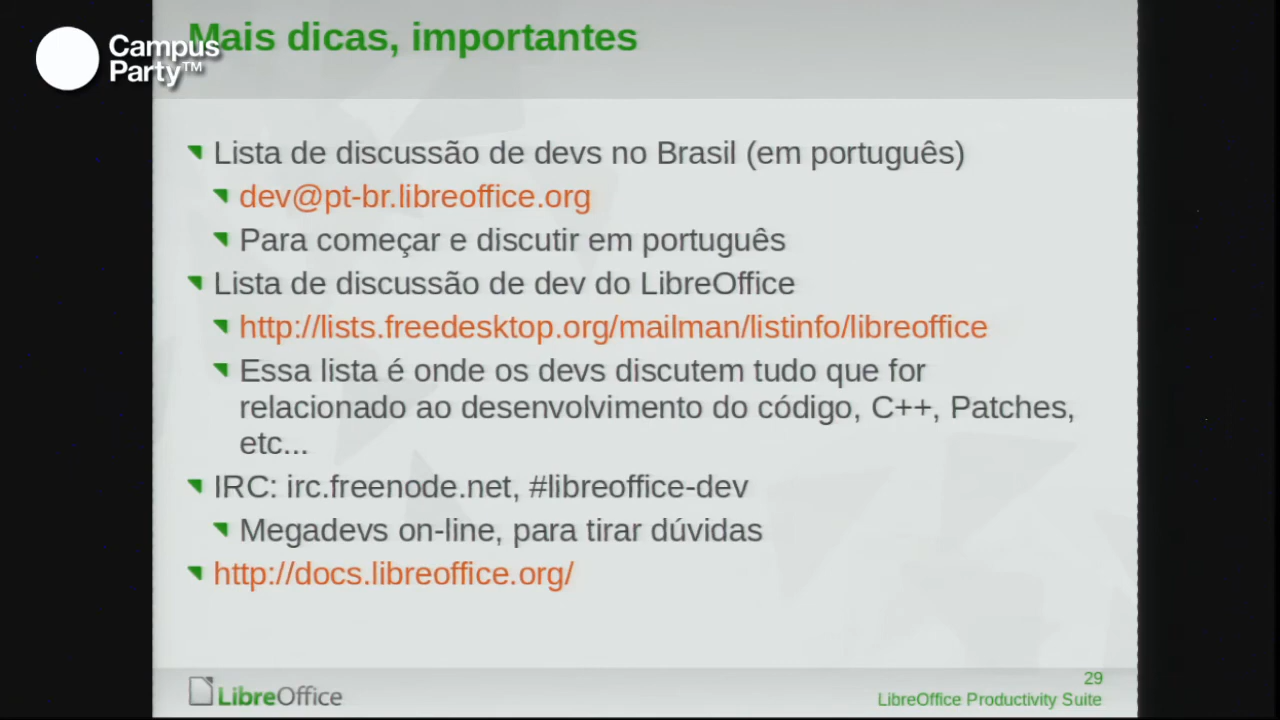 Mais dicas, importantes
Campus
Party™
Lista de discussão de devs no Brasil (em português)
dev@pt-br.libreoffice.org
Para começar e discutir em português
Lista de discussão de dev do LibreOffice
http://lists.freedesktop.org/mailman/listinfo/libreoffice
Essa lista é onde os devs discutem tudo que for
relacionado ao desenvolvimento do código, C++, Patches,
etc...
IRC: irc.freenode.net, #libreoffice-dev
Megadevs on-line, para tirar dúvidas
http://docs.libreoffice.org/
LibreOffice
29
LibreOffice Productivity Suite